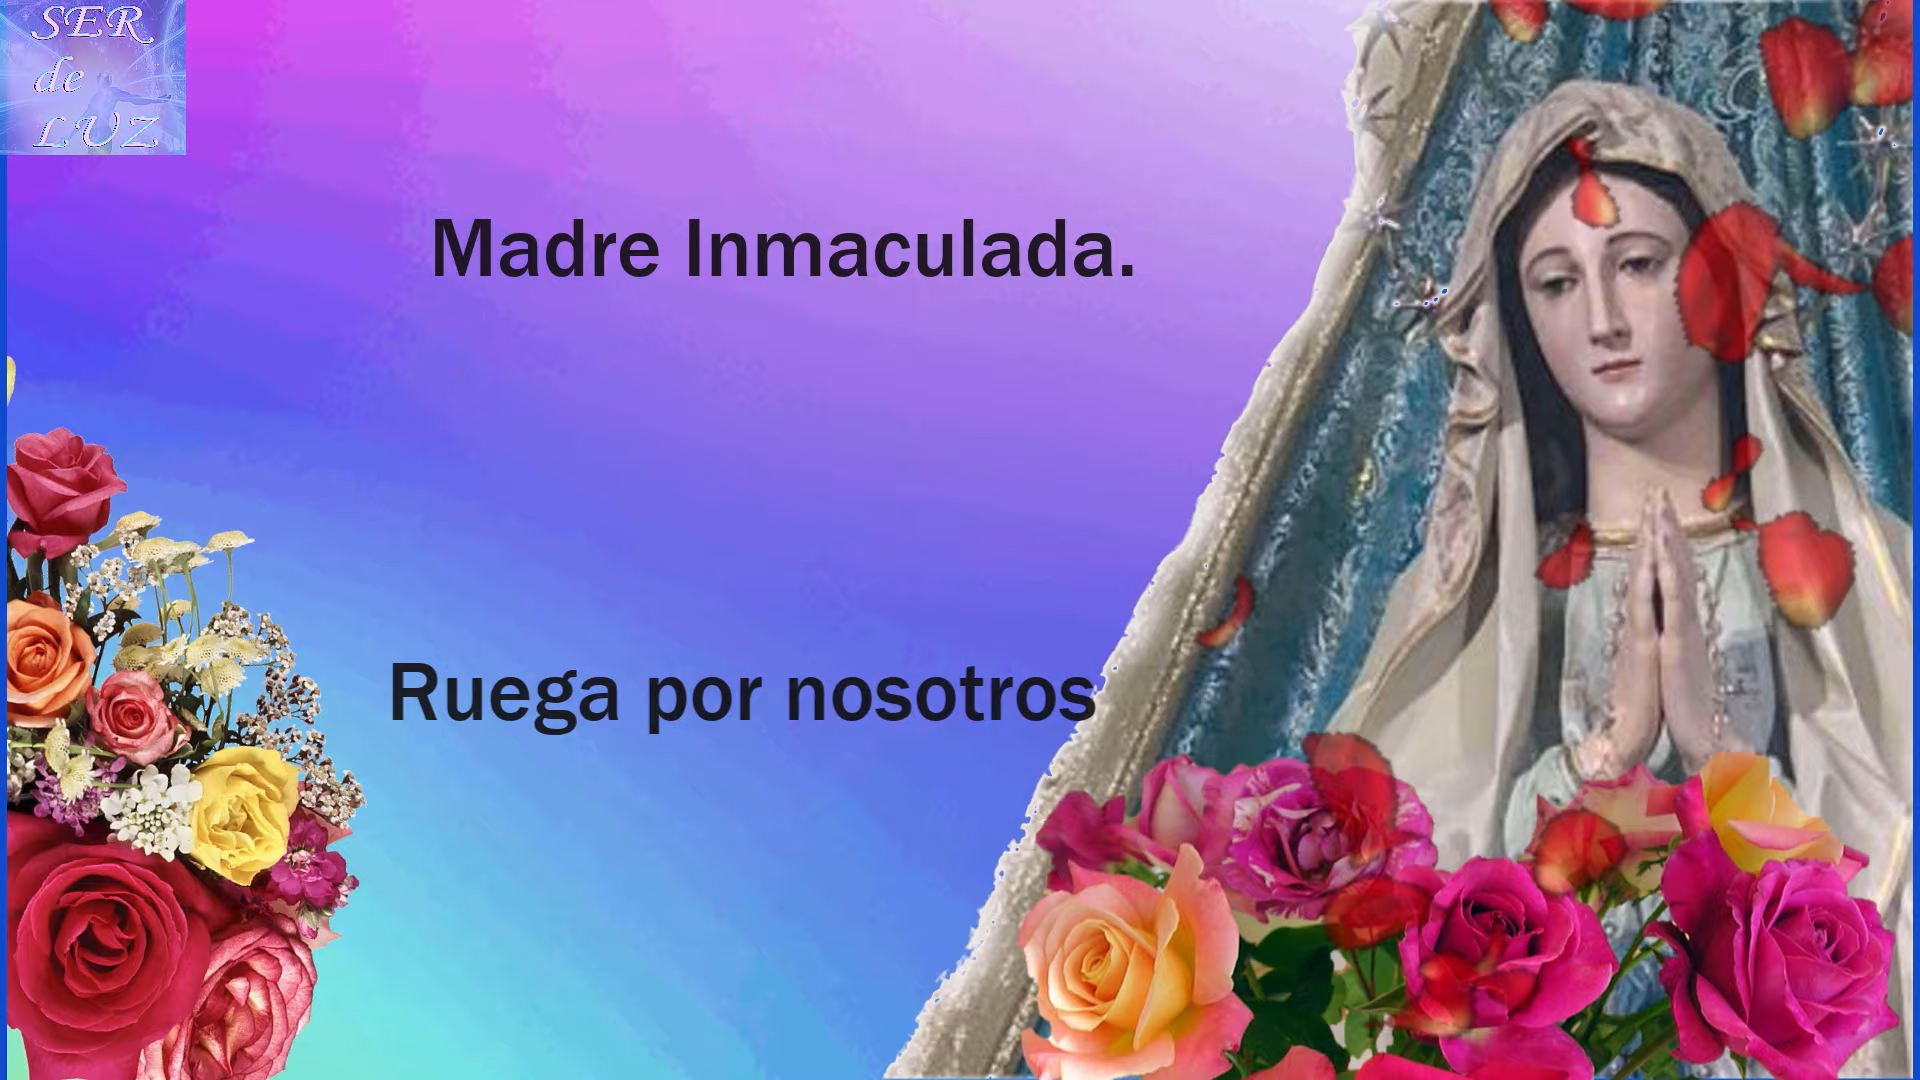 SER
de
LUZ
Madre Inmaculada.
Ruega por nosotros